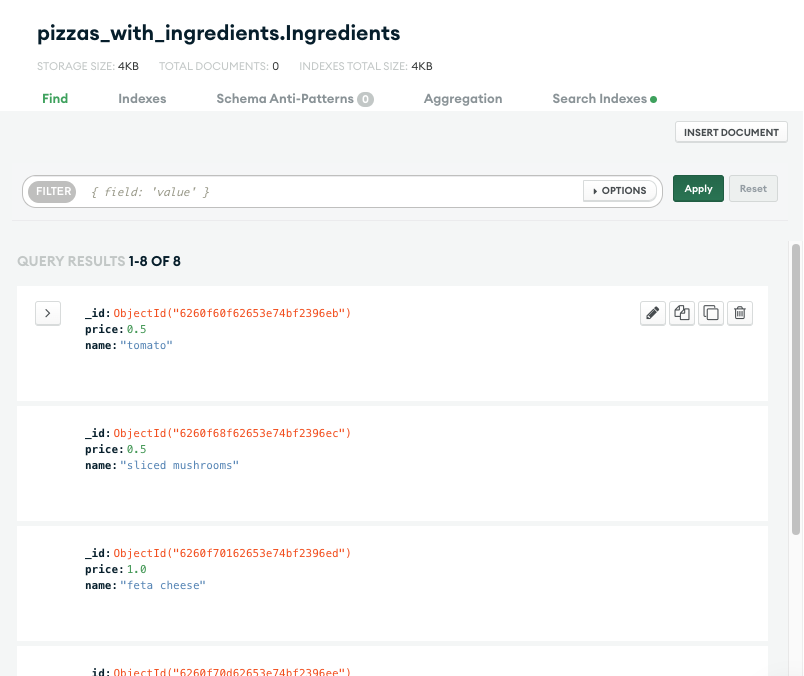 pizzas_with_ingredients.Ingredients
STORAGE SIZE: 4KB TOTAL DOCUMENTS: 0 INDEXES TOTAL SIZE: 4KB
Find Indexes Schema Anti-Patterns 0 Aggregation Search Indexes
INSERT DOCUMENT
FILTER { field: 'value' } OPTIONS Apply Reset
QUERY RESULTS 1-8 OF 8
_id: ObjectId("6260f60f62653e74bf2396eb")
price: 0.5
name: "tomato"
_id: ObjectId("6260f68f62653e74bf2396ec")
price: 0.5
name: "sliced mushrooms"
_id: ObjectId("6260f70162653e74bf2396ed")
price: 1.0
name: "feta cheese"
_id: ObjectId("6260f70d62653e74bf2396ee")